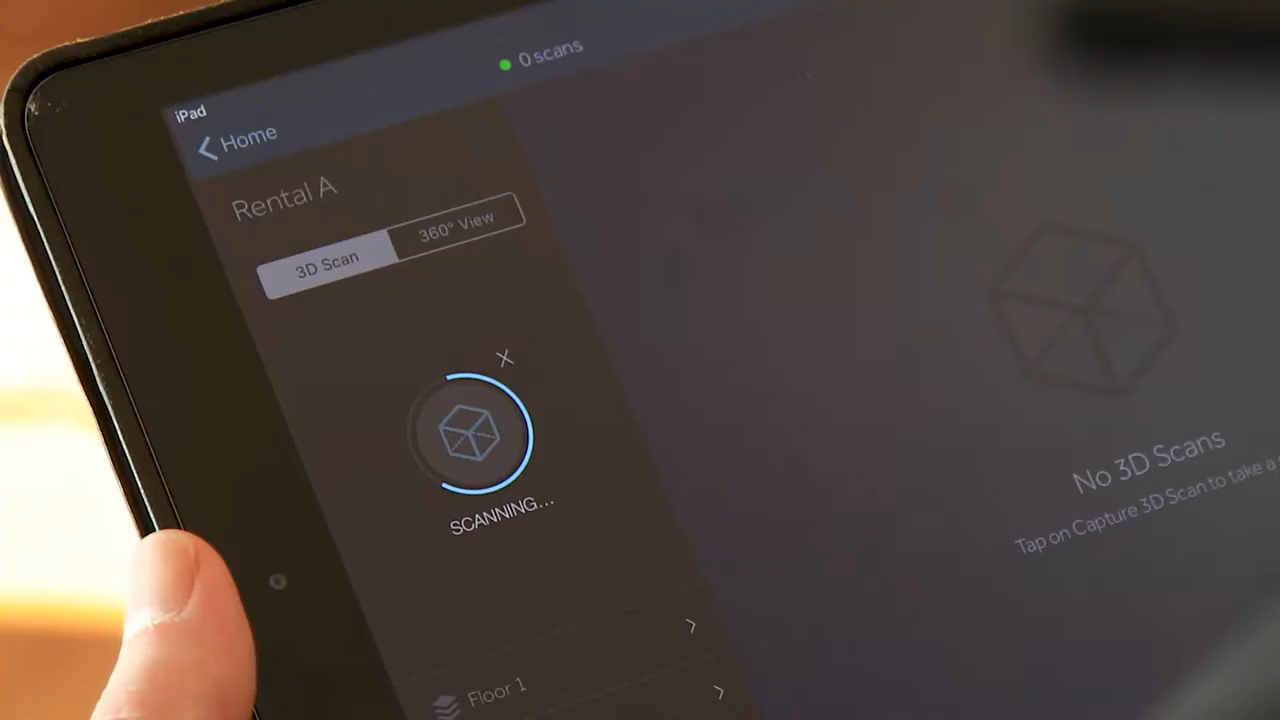 0 scans
iPad
Home
Rental A
3D Scan
360° View
SCANNING...
No 3D Scans
Tap on Capture 3D Scan to take a
Floor 1